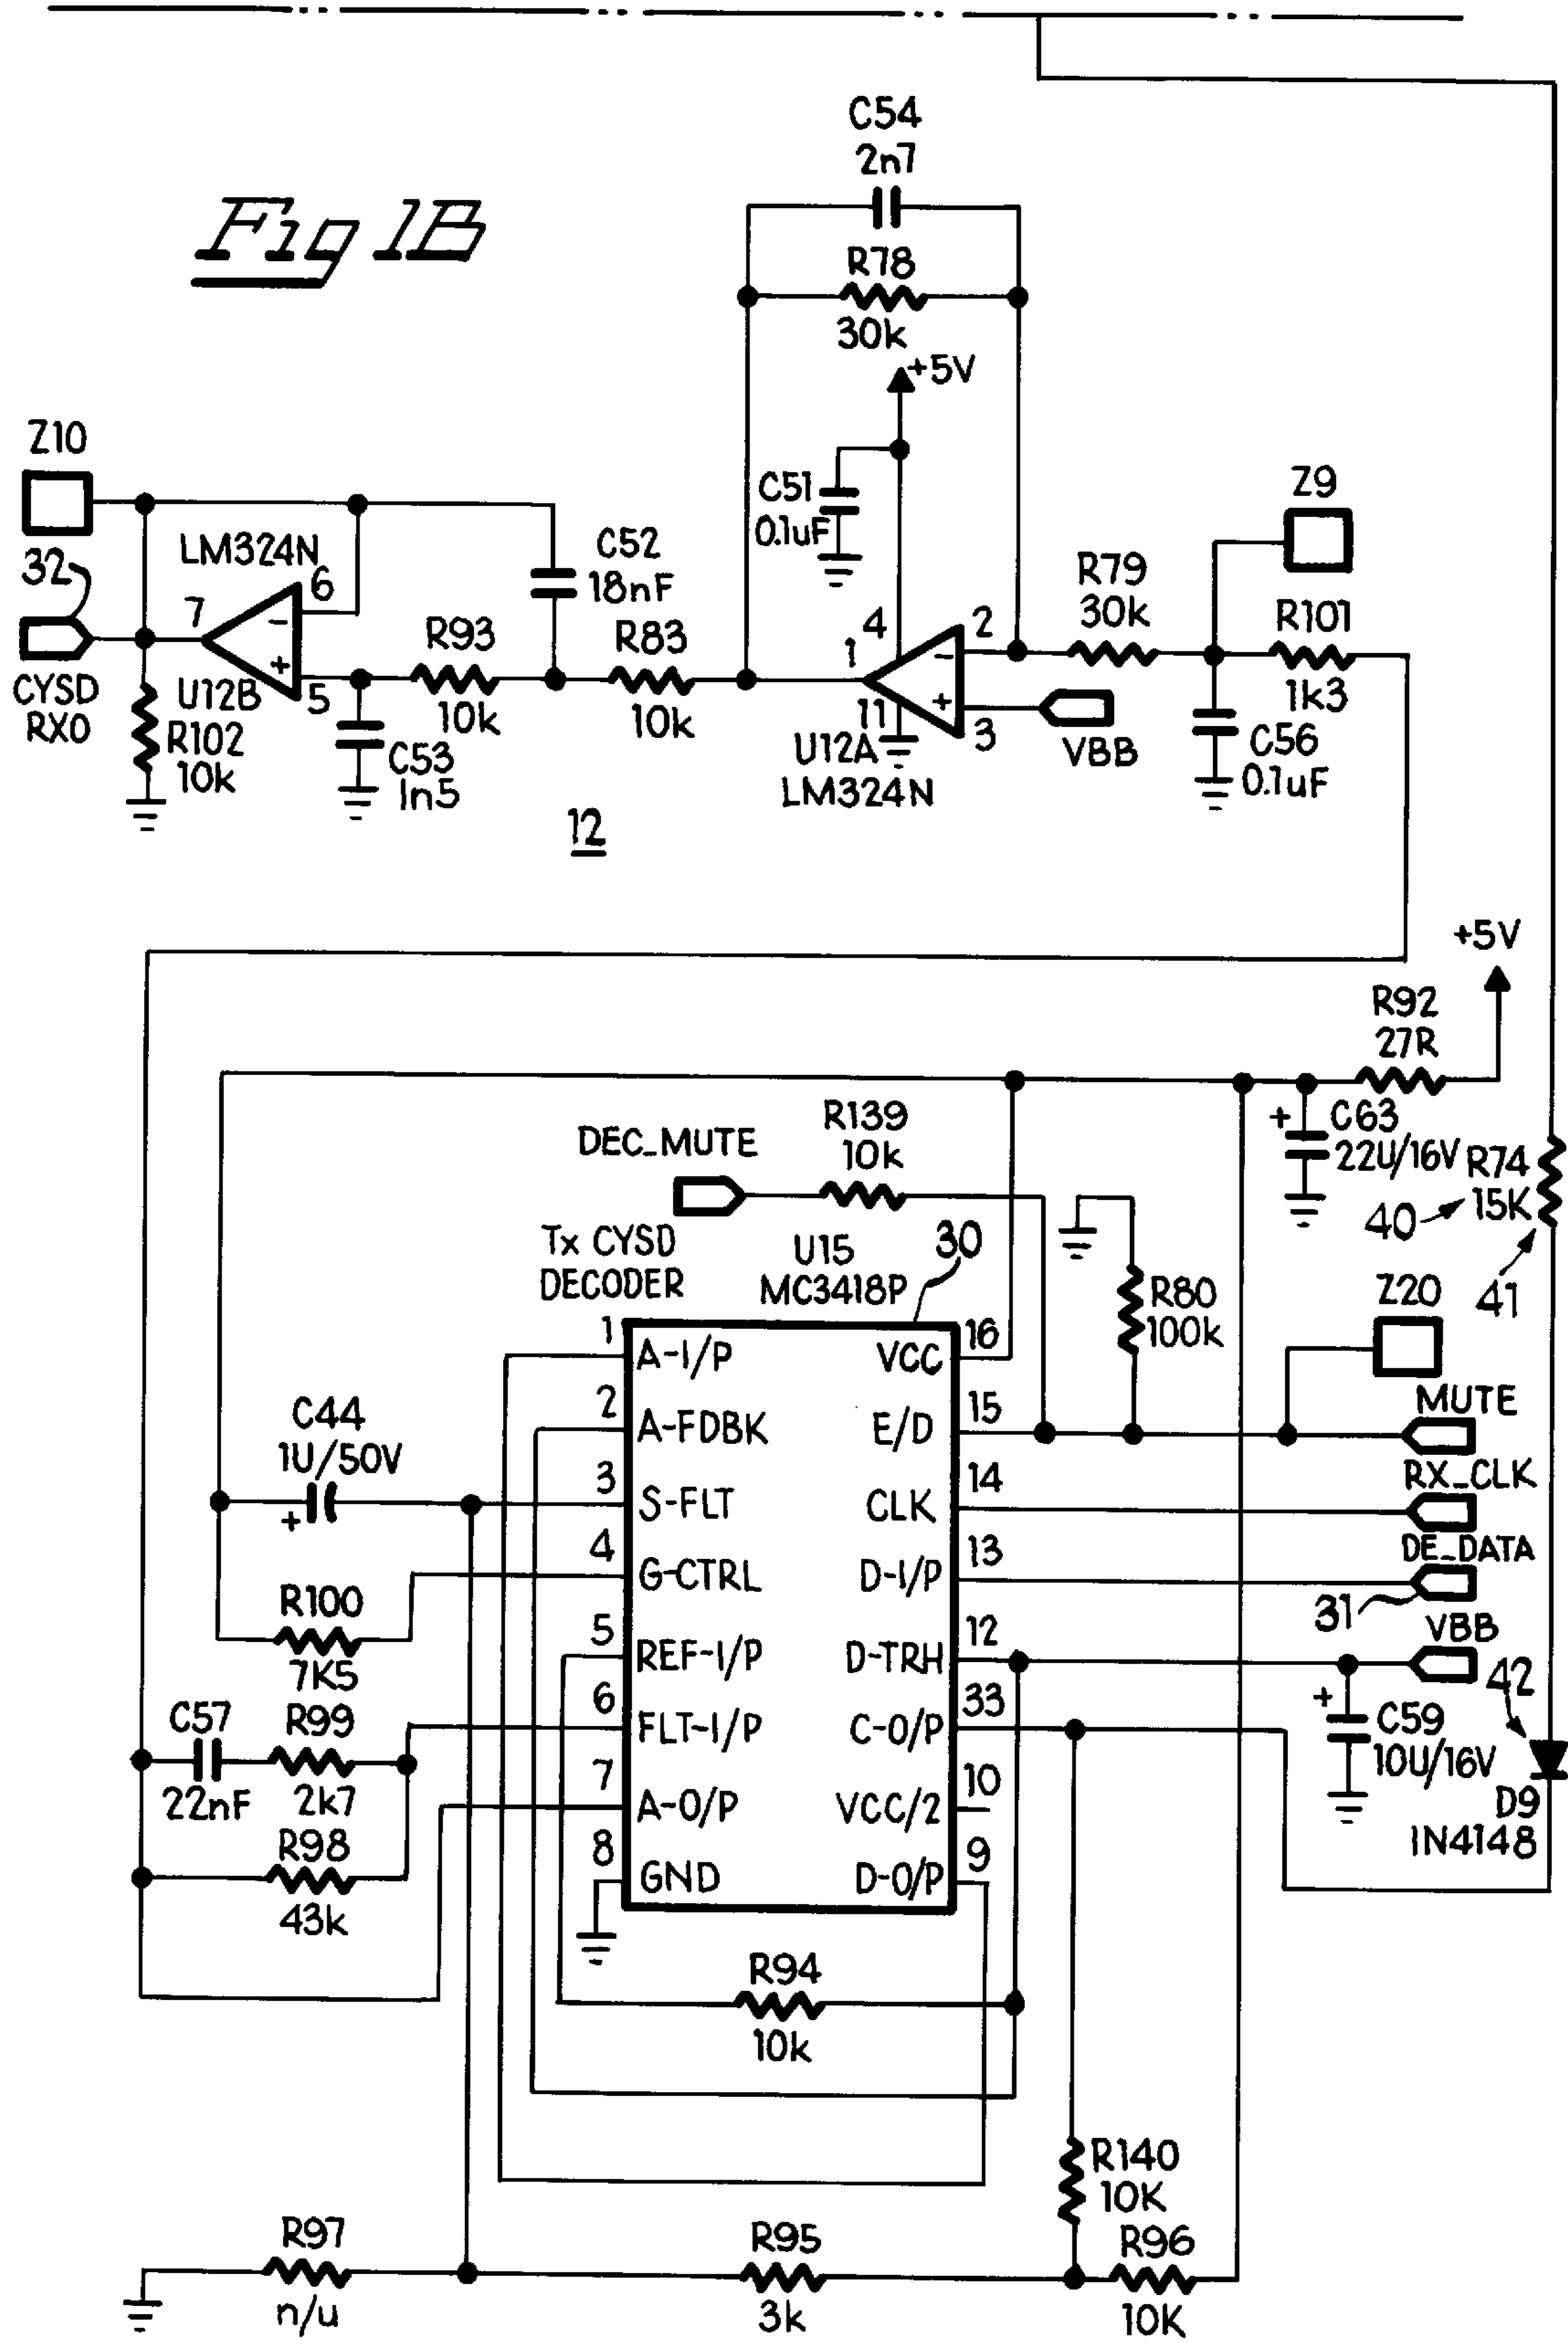 C54
2n7
Fig 1B
R78
30k
+5V
Z10
C51
0.1uF
Z9
32
LM324N
C52
18nF
R79
30k
R101
1k3
7
6
-
+
5
R93
10k
R83
10k
4
2
1
-
+
11
3
CYSD
RXO
U12B
R102
10k
C53
1n5
U12A
LM324N
VBB
C56
0.1uF
12
+5V
R92
27R
DEC_MUTE
R139
10k
+
C63
22U/16V
R74
15K
40
41
Tx CYSD
DECODER
U15
MC3418P
30
R80
100k
Z20
1
A-I/P
VCC
16
MUTE
2
A-FDBK
E/D
15
C44
1U/50V
+
RX_CLK
3
S-FLT
CLK
14
DE_DATA
4
G-CTRL
D-I/P
13
31
R100
7K5
VBB
5
REF-I/P
D-TRH
12
42
6
FLT-I/P
C-O/P
33
C57
22nF
R99
2k7
+
C59
10U/16V
7
A-O/P
VCC/2
10
D9
IN4148
R98
43k
8
GND
D-O/P
9
R94
10k
R140
10K
R97
n/u
R95
3k
R96
10K